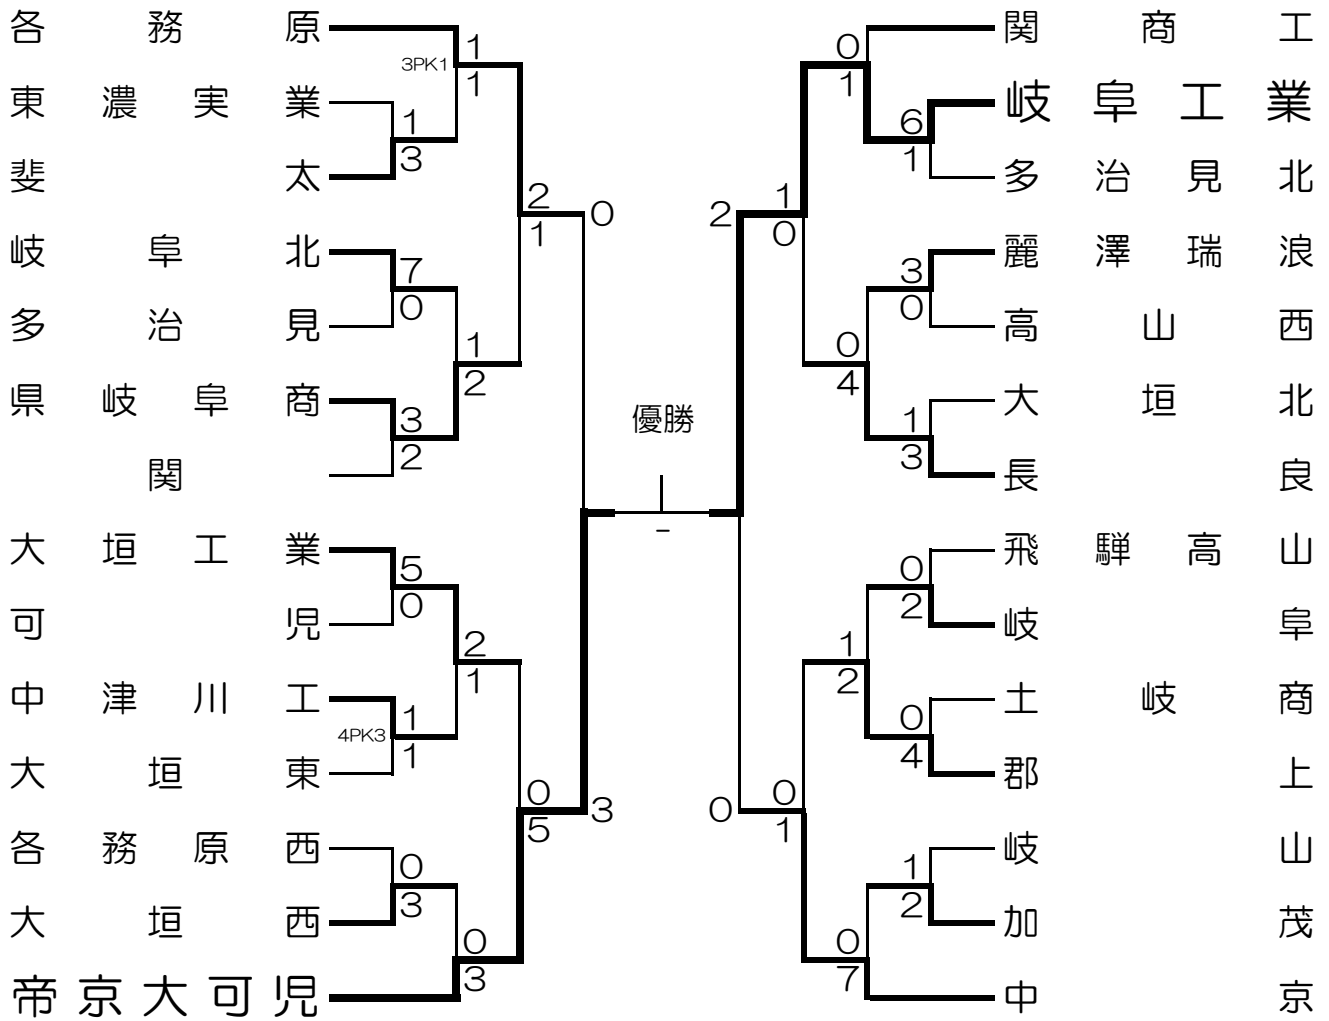 各務原
1
3PK1
1
東濃実業
1
3
斐太
2
0
1
岐阜北
7
0
多治見
1
2
県岐阜商
3
2
関
大垣工業
5
0
可児
2
1
中津川工
1
4PK3
1
大垣東
0
3
5
各務原西
0
3
大垣西
0
3
帝京大可児
優勝
-
関商工
0
1
岐阜工業
6
1
多治見北
1
2
0
麗澤瑞浪
3
0
高山西
0
4
大垣北
1
3
長良
飛騨高山
0
2
岐阜
1
2
土岐商
0
4
郡上
0
0
1
岐山
1
2
加茂
0
7
中京